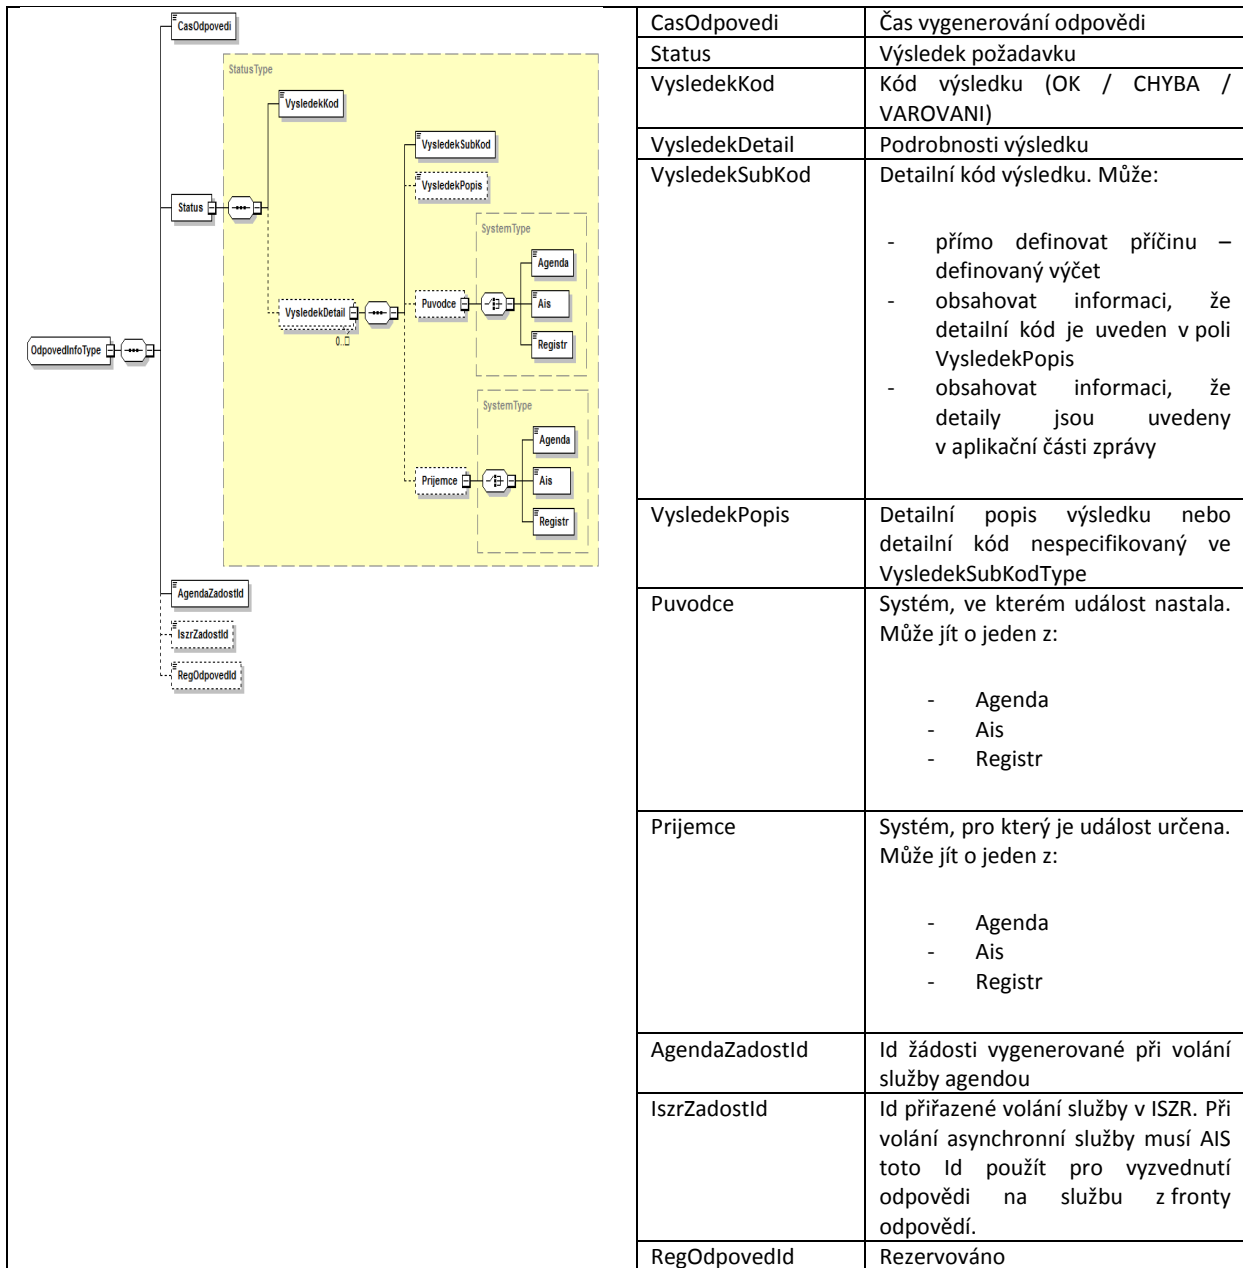 CasOdpovedi
StatusType
VysledekKod
VysledekSubKod
VysledekPopis
Status
SystemType
Agenda
Puvodce
Ais
VysledekDetail
Registr
OdpovedInfoType
SystemType
Agenda
Prijemce
Ais
Registr
AgendaZadostId
IszrZadostId
RegOdpovedId
CasOdpovedi Čas vygenerování odpovědi
Status Výsledek požadavku
VysledekKod Kód výsledku (OK / CHYBA /
VAROVANI)
VysledekDetail Podrobnosti výsledku
VysledekSubKod Detailní kód výsledku. Může:
- přímo definovat příčinu –
definovaný výčet
- obsahovat informaci, že
detailní kód je uveden v poli
VysledekPopis
- obsahovat informaci, že
detaily jsou uvedeny
v aplikační části zprávy
VysledekPopis Detailní popis výsledku nebo
detailní kód nespecifikovaný ve
VysledekSubKodType
Puvodce Systém, ve kterém událost nastala.
Může jít o jeden z:
- Agenda
- Ais
- Registr
Prijemce Systém, pro který je událost určena.
Může jít o jeden z:
- Agenda
- Ais
- Registr
AgendaZadostId Id žádosti vygenerované při volání
služby agendou
IszrZadostId Id přiřazené volání služby v ISZR. Při
volání asynchronní služby musí AIS
toto Id použít pro vyzvednutí
odpovědi na službu z fronty
odpovědí.
RegOdpovedId Rezervováno